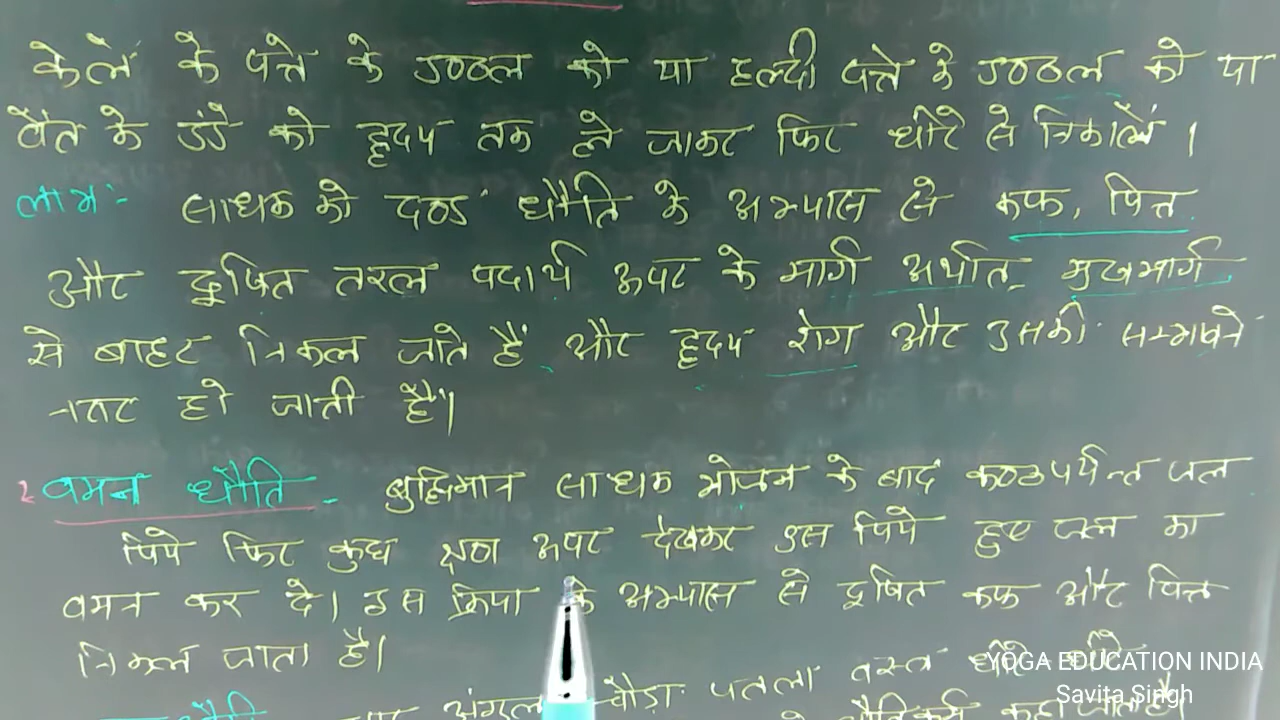 केलें के पत्ते के डण्ठल को या हल्दी पत्ते के डण्ठल को या
वैंत के डंडे को हृदय तक ले जाकर फिर धीरे से निकालें।
लाभ:- साधक को दण्ड धौति के अभ्यास से कफ, पित्त
और दूषित तरल पदार्थ ऊपर के मार्ग अर्थात मुखमार्ग
से बाहर निकल जाते हैं और हृदय रोग और उसकी
नष्ट हो जाती है।
2 वमन धौति - बुद्धिमान साधक भोजन के बाद कण्ठपर्यन्त जल
पिये फिर कुछ क्षण ऊपर देखकर उस पिये हुए जल का
वमन कर दे। इस क्रिया के अभ्यास से दूषित कफ और पित्त
निकल जाता है।
अंगुल चौड़ा पतला वस्त्र धीरे धीरे
YOGA EDUCATION INDIA
Savita Singh